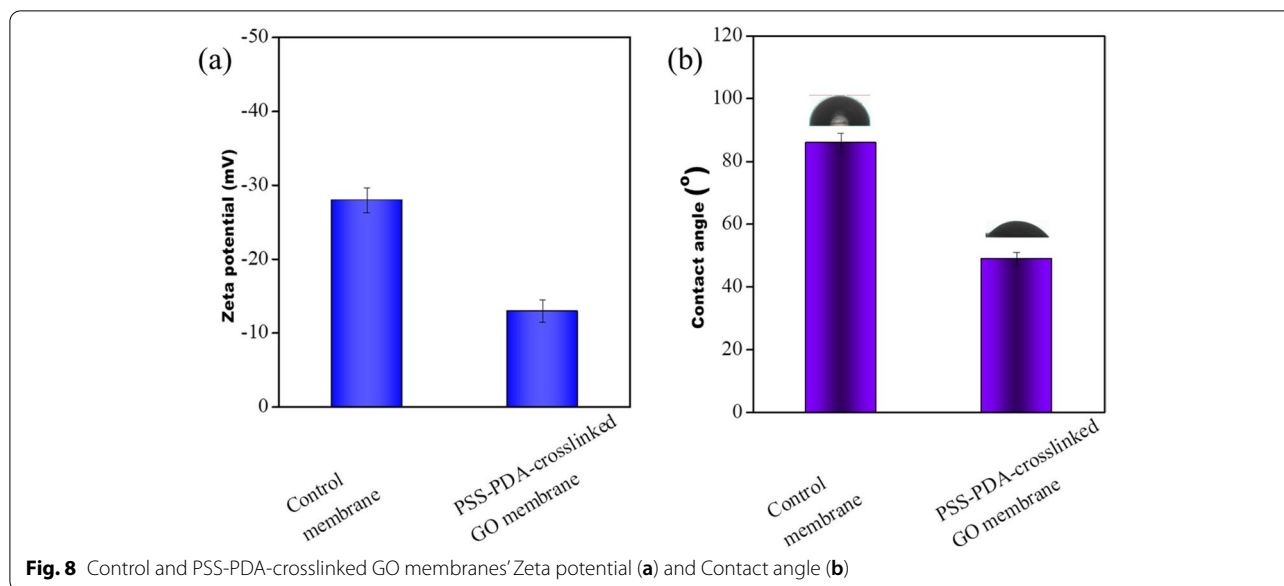 (a)
-50
-40
-30
-20
-10
0
Zeta potential (mV)
Control
membrane
PSS-PDA-crosslinked
GO membrane
(b)
120
100
80
60
40
20
0
Contact angle (°)
Control
membrane
PSS-PDA-crosslinked
GO membrane
Fig. 8 Control and PSS-PDA-crosslinked GO membranes' Zeta potential (a) and Contact angle (b)